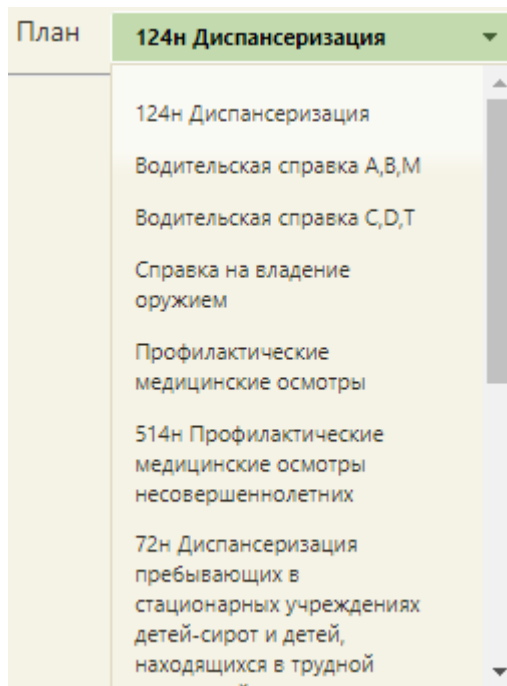 План
124н Диспансеризация
124н Диспансеризация
Водительская справка A,B,M
Водительская справка C,D,T
Справка на владение
оружием
Профилактические
медицинские осмотры
514н Профилактические
медицинские осмотры
несовершеннолетних
72н Диспансеризация
пребывающих в
стационарных учреждениях
детей-сирот и детей,
находящихся в трудной